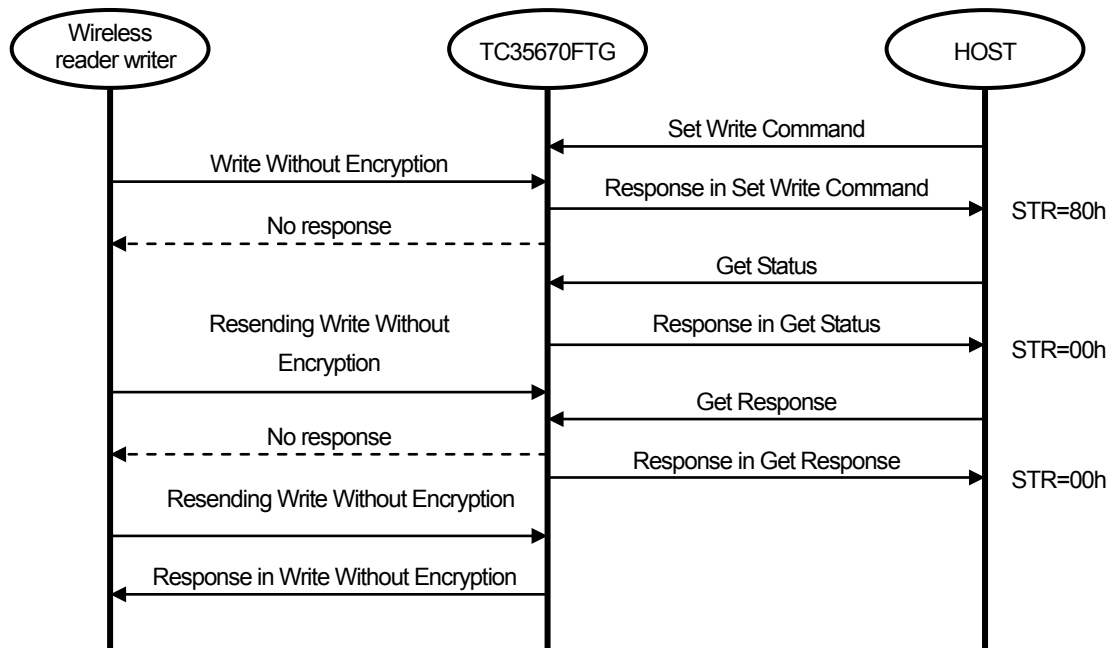 Wireless
reader writer
TC35670FTG
HOST
Set Write Command
Write Without Encryption
Response in Set Write Command
STR=80h
No response
Get Status
Resending Write Without
Encryption
Response in Get Status
STR=00h
Get Response
No response
Response in Get Response
STR=00h
Resending Write Without Encryption
Response in Write Without Encryption